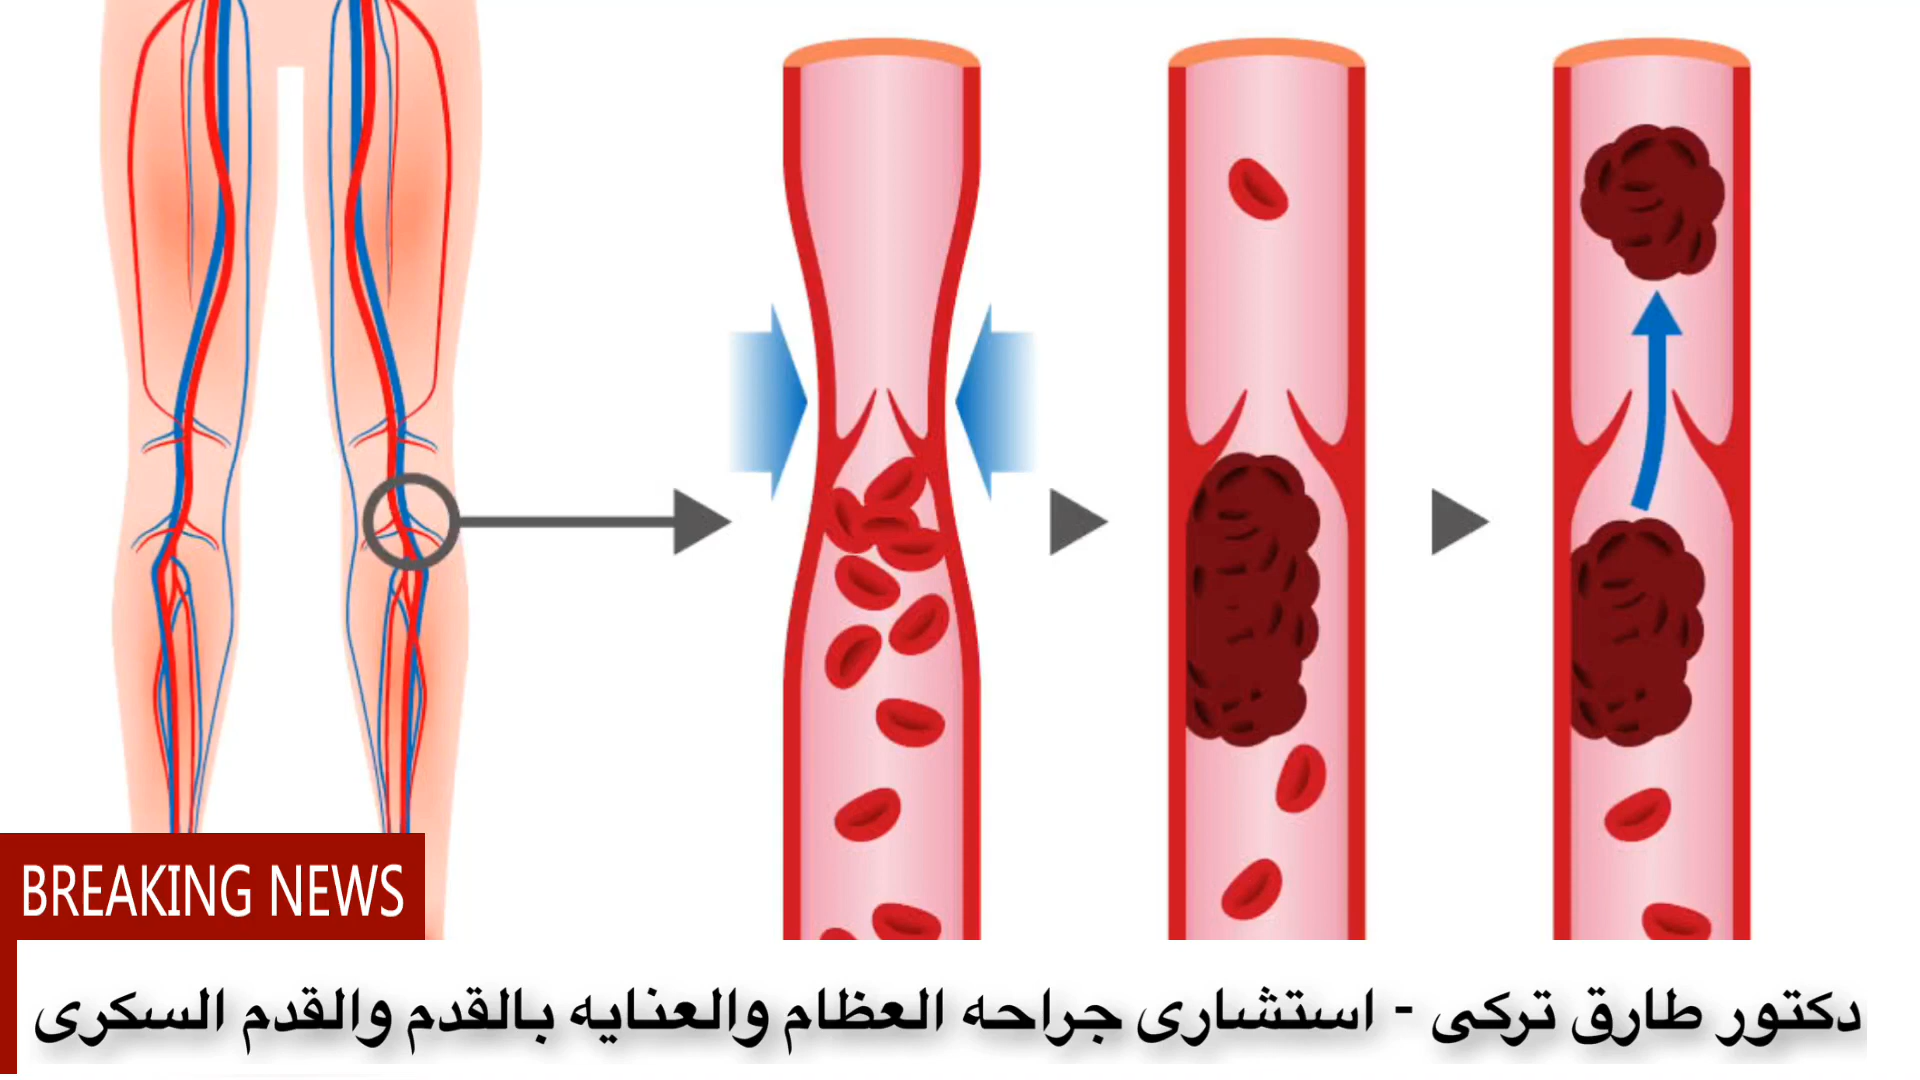 BREAKING NEWS
دكتور طارق تركى - استشارى جراحه العظام والعنايه بالقدم والقدم السكرى